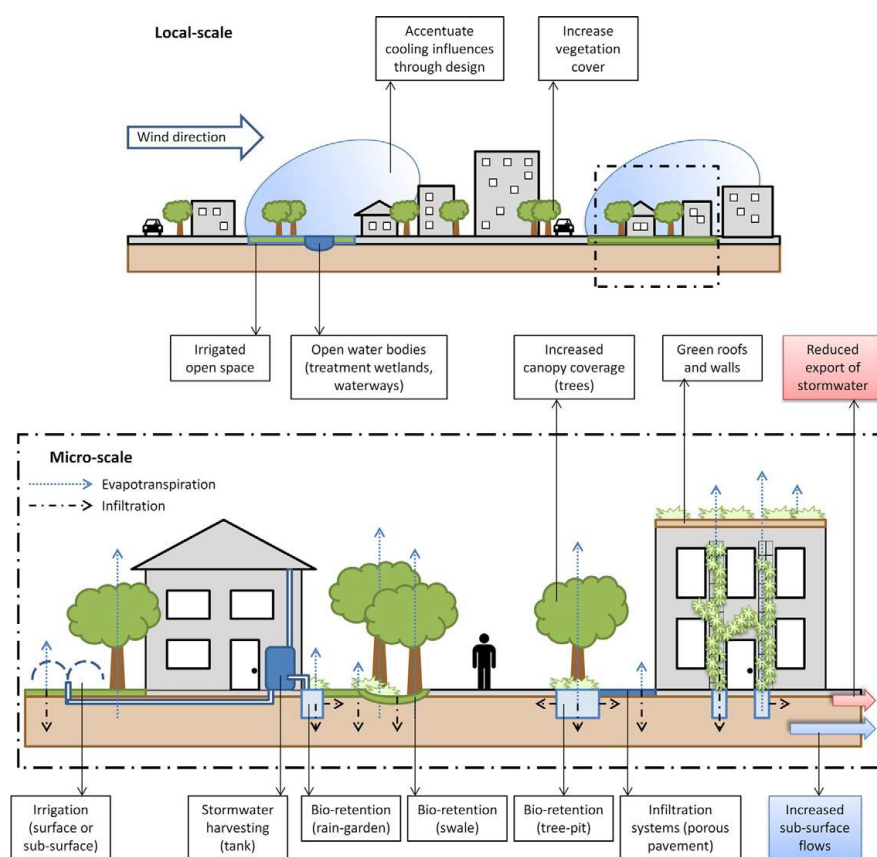 Local-scale
Accentuate
cooling influences
through design
Increase
vegetation
cover
Wind direction
Irrigated
open space
Open water bodies
(treatment wetlands,
waterways)
Increased
canopy coverage
(trees)
Green roofs
and walls
Reduced
export of
stormwater
Micro-scale
Evapotranspiration
Infiltration
Irrigation
(surface or
sub-surface)
Stormwater
harvesting
(tank)
Bio-retention
(rain-garden)
Bio-retention
(swale)
Bio-retention
(tree-pit)
Infiltration
systems (porous
pavement)
Increased
sub-surface
flows